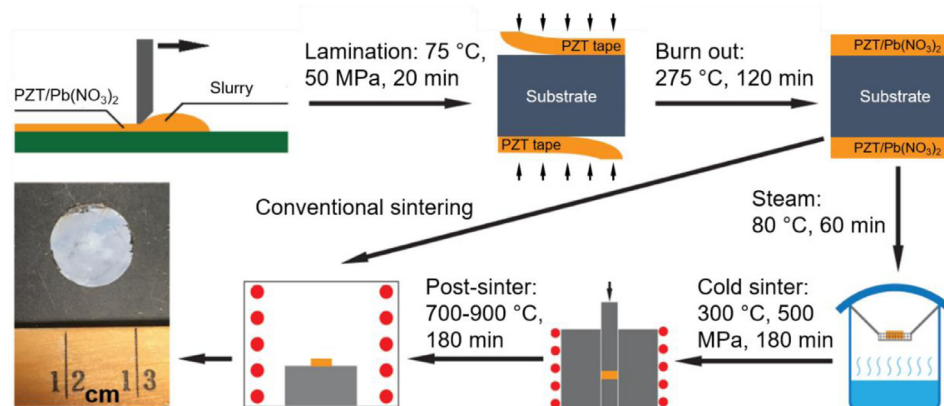 Lamination: 75 °C,
50 MPa, 20 min
PZT/Pb(NO₃)₂
Slurry
PZT tape
Substrate
PZT tape
Burn out:
275 °C, 120 min
PZT/Pb(NO₃)₂
Substrate
PZT/Pb(NO₃)₂
Conventional sintering
Steam:
80 °C, 60 min
Cold sinter:
300 °C, 500
MPa, 180 min
Post-sinter:
700-900 °C,
180 min
1 2 1 3
cm